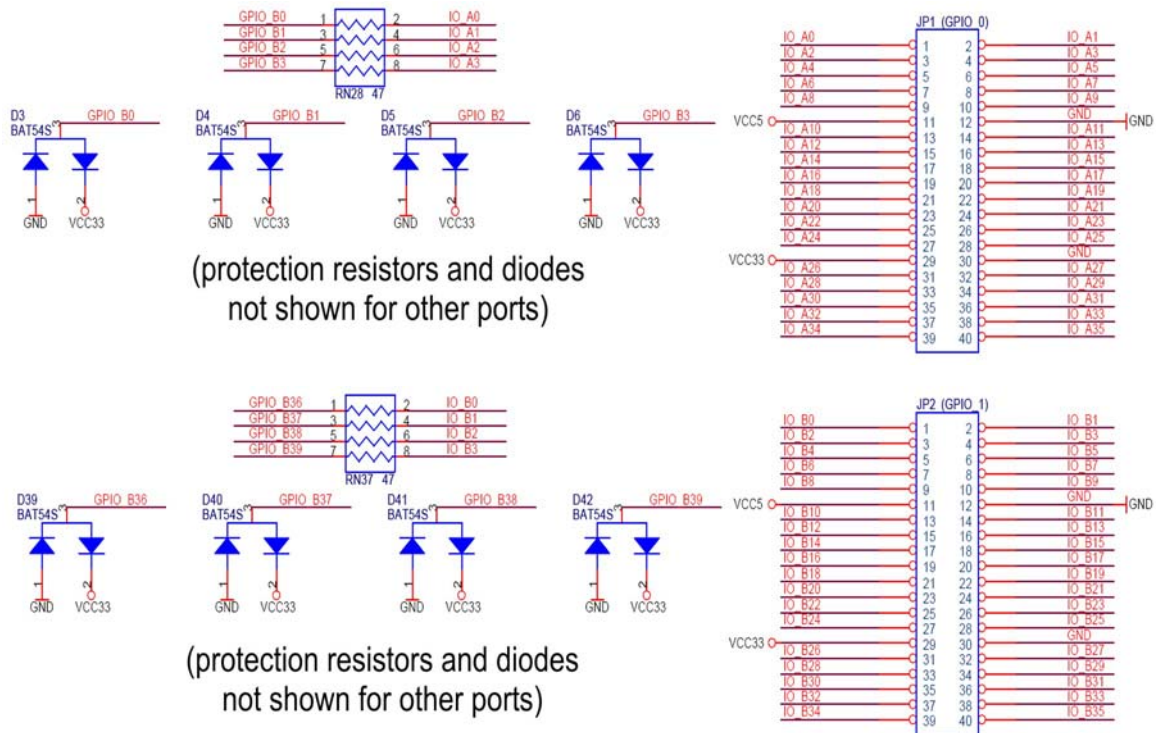 GPIO_B0 1 2 IO_A0
GPIO_B1 3 4 IO_A1
GPIO_B2 5 6 IO_A2
GPIO_B3 7 8 IO_A3
RN28 47
D3 GPIO_B0
BAT54S 3
1 2
GND VCC33
D4 GPIO_B1
BAT54S 3
1 2
GND VCC33
D5 GPIO_B2
BAT54S 3
1 2
GND VCC33
D6 GPIO_B3
BAT54S 3
1 2
GND VCC33
(protection resistors and diodes
not shown for other ports)
JP1 (GPIO_0)
IO_A0 1 2 IO_A1
IO_A2 3 4 IO_A3
IO_A4 5 6 IO_A5
IO_A6 7 8 IO_A7
IO_A8 9 10 IO_A9
VCC5 11 12 GND GND
IO_A10 13 14 IO_A11
IO_A12 15 16 IO_A13
IO_A14 17 18 IO_A15
IO_A16 19 20 IO_A17
IO_A18 21 22 IO_A19
IO_A20 23 24 IO_A21
IO_A22 25 26 IO_A23
IO_A24 27 28 IO_A25
VCC33 29 30 GND
IO_A26 31 32 IO_A27
IO_A28 33 34 IO_A29
IO_A30 35 36 IO_A31
IO_A32 37 38 IO_A33
IO_A34 39 40 IO_A35
GPIO_B36 1 2 IO_B0
GPIO_B37 3 4 IO_B1
GPIO_B38 5 6 IO_B2
GPIO_B39 7 8 IO_B3
RN37 47
D39 GPIO_B36
BAT54S 3
1 2
GND VCC33
D40 GPIO_B37
BAT54S 3
1 2
GND VCC33
D41 GPIO_B38
BAT54S 3
1 2
GND VCC33
D42 GPIO_B39
BAT54S 3
1 2
GND VCC33
(protection resistors and diodes
not shown for other ports)
JP2 (GPIO_1)
IO_B0 1 2 IO_B1
IO_B2 3 4 IO_B3
IO_B4 5 6 IO_B5
IO_B6 7 8 IO_B7
IO_B8 9 10 IO_B9
VCC5 11 12 GND GND
IO_B10 13 14 IO_B11
IO_B12 15 16 IO_B13
IO_B14 17 18 IO_B15
IO_B16 19 20 IO_B17
IO_B18 21 22 IO_B19
IO_B20 23 24 IO_B21
IO_B22 25 26 IO_B23
IO_B24 27 28 IO_B25
VCC33 29 30 GND
IO_B26 31 32 IO_B27
IO_B28 33 34 IO_B29
IO_B30 35 36 IO_B31
IO_B32 37 38 IO_B33
IO_B34 39 40 IO_B35